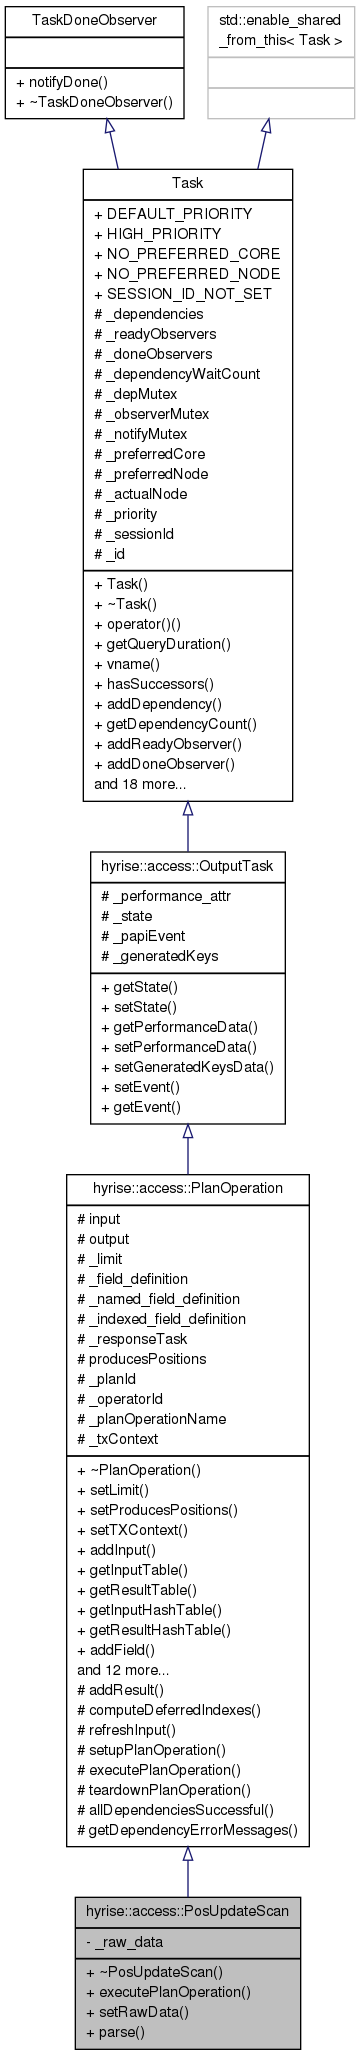 TaskDoneObserver
+ notifyDone()
+ ~TaskDoneObserver()
std::enable_shared
_from_this< Task >
Task
+ DEFAULT_PRIORITY
+ HIGH_PRIORITY
+ NO_PREFERRED_CORE
+ NO_PREFERRED_NODE
+ SESSION_ID_NOT_SET
# _dependencies
# _readyObservers
# _doneObservers
# _dependencyWaitCount
# _depMutex
# _observerMutex
# _notifyMutex
# _preferredCore
# _preferredNode
# _actualNode
# _priority
# _sessionId
# _id
+ Task()
+ ~Task()
+ operator()()
+ getQueryDuration()
+ vname()
+ hasSuccessors()
+ addDependency()
+ getDependencyCount()
+ addReadyObserver()
+ addDoneObserver()
and 18 more...
hyrise::access::OutputTask
# _performance_attr
# _state
# _papiEvent
# _generatedKeys
+ getState()
+ setState()
+ getPerformanceData()
+ setPerformanceData()
+ setGeneratedKeysData()
+ setEvent()
+ getEvent()
hyrise::access::PlanOperation
# input
# output
# _limit
# _field_definition
# _named_field_definition
# _indexed_field_definition
# _responseTask
# producesPositions
# _planId
# _operatorId
# _planOperationName
# _txContext
+ ~PlanOperation()
+ setLimit()
+ setProducesPositions()
+ setTXContext()
+ addInput()
+ getInputTable()
+ getResultTable()
+ getInputHashTable()
+ getResultHashTable()
+ addField()
and 12 more...
# addResult()
# computeDeferredIndexes()
# refreshInput()
# setupPlanOperation()
# executePlanOperation()
# teardownPlanOperation()
# allDependenciesSuccessful()
# getDependencyErrorMessages()
hyrise::access::PosUpdateScan
- _raw_data
+ ~PosUpdateScan()
+ executePlanOperation()
+ setRawData()
+ parse()